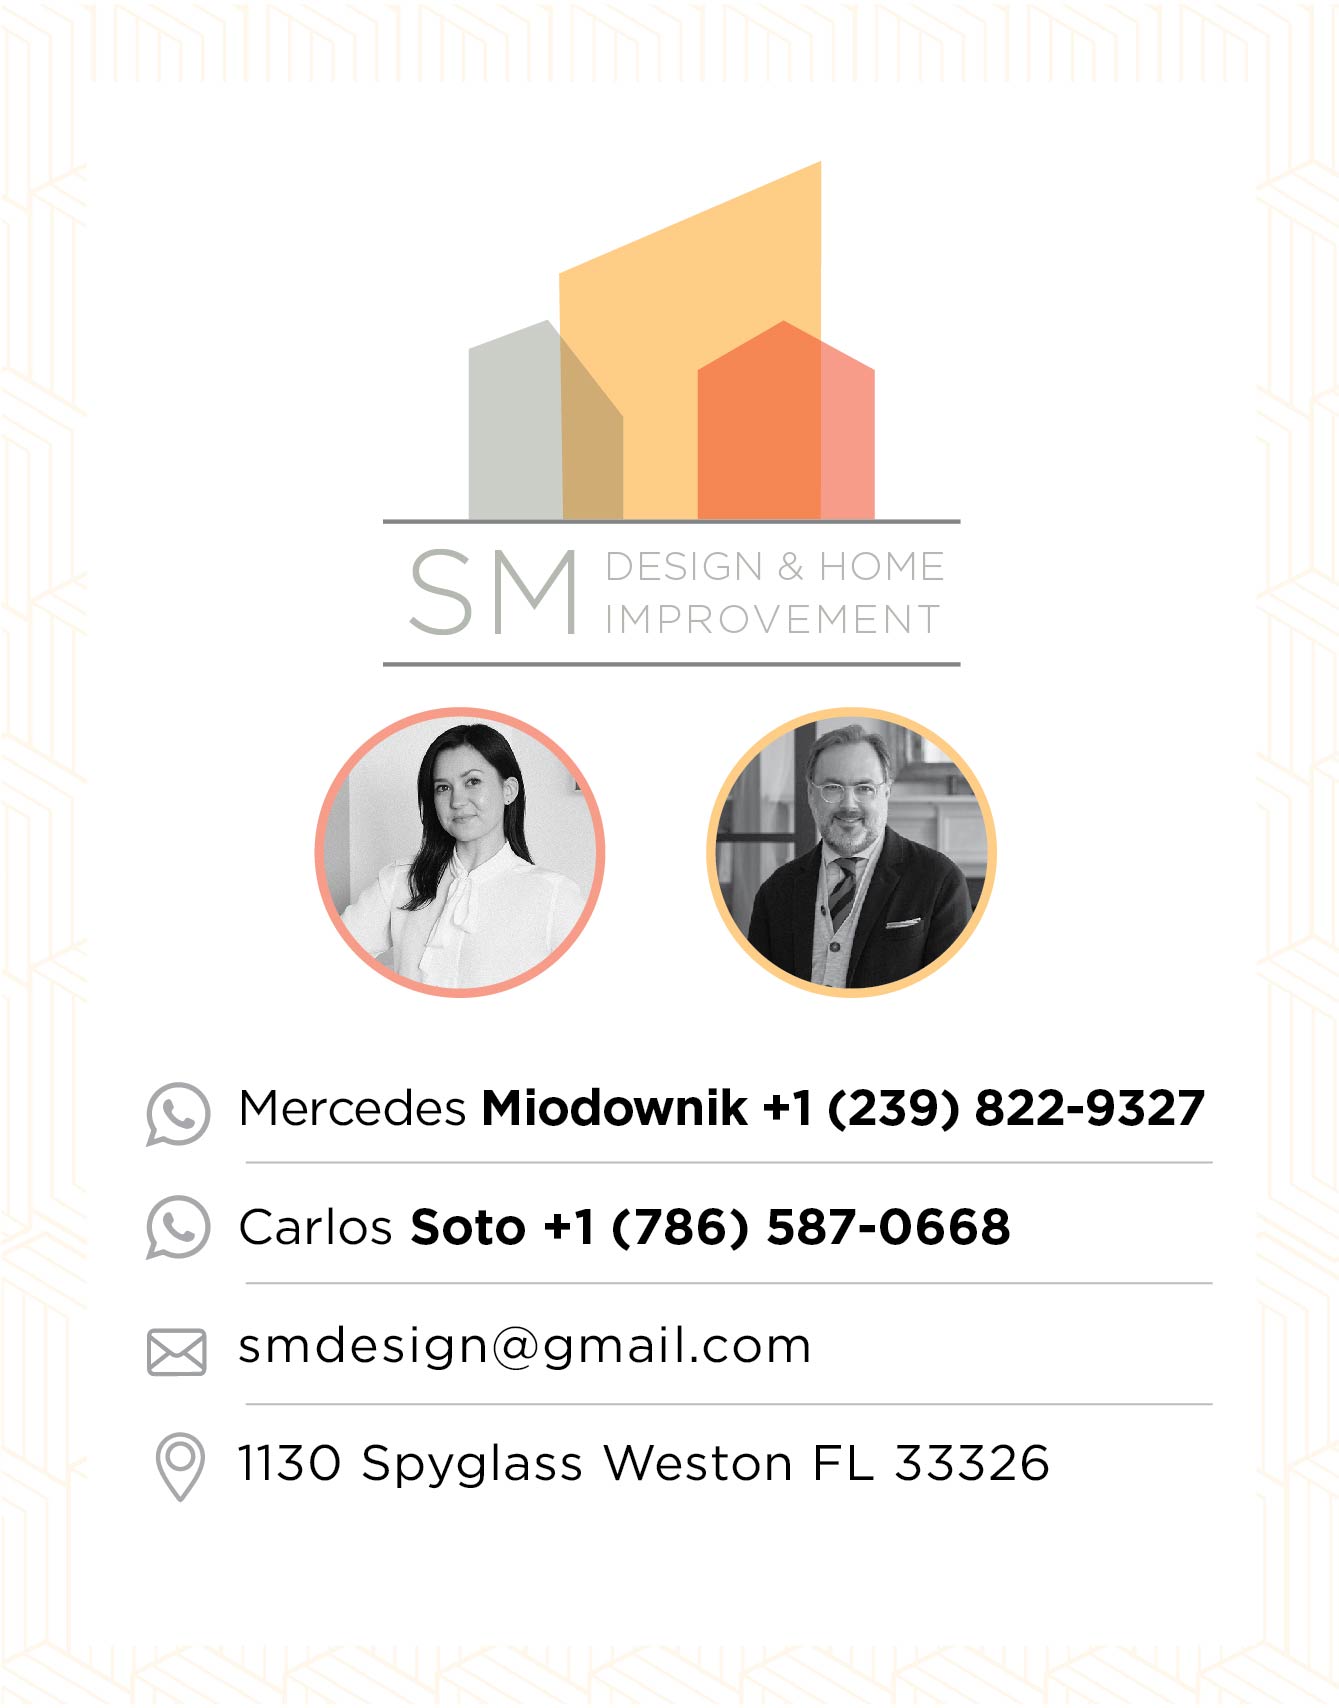 SM DESIGN & HOME
IMPROVEMENT
Mercedes Miodownik +1 (239) 822-9327
Carlos Soto +1 (786) 587-0668
smdesign@gmail.com
1130 Spyglass Weston FL 33326